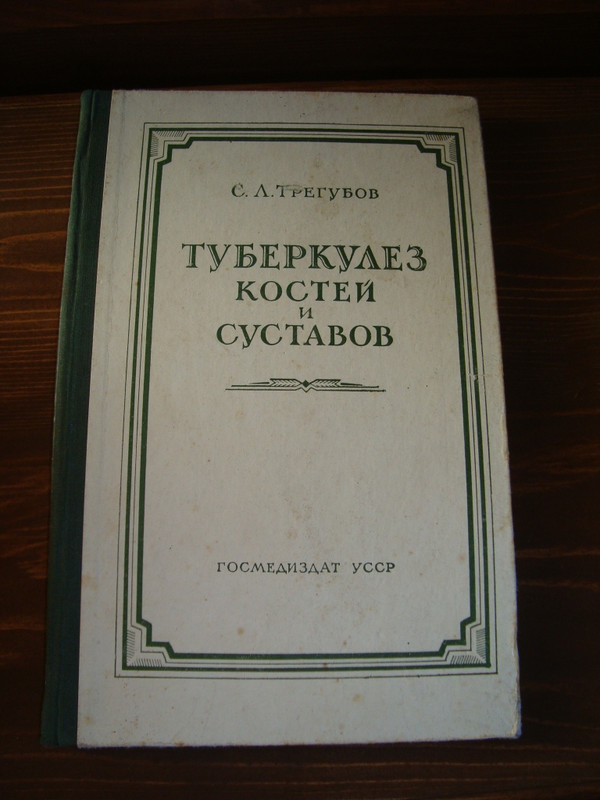 С. Л. ТРЕГУБОВ
ТУБЕРКУЛЕЗ
КОСТЕЙ
И
СУСТАВОВ
ГОСМЕДИЗДАТ УССР